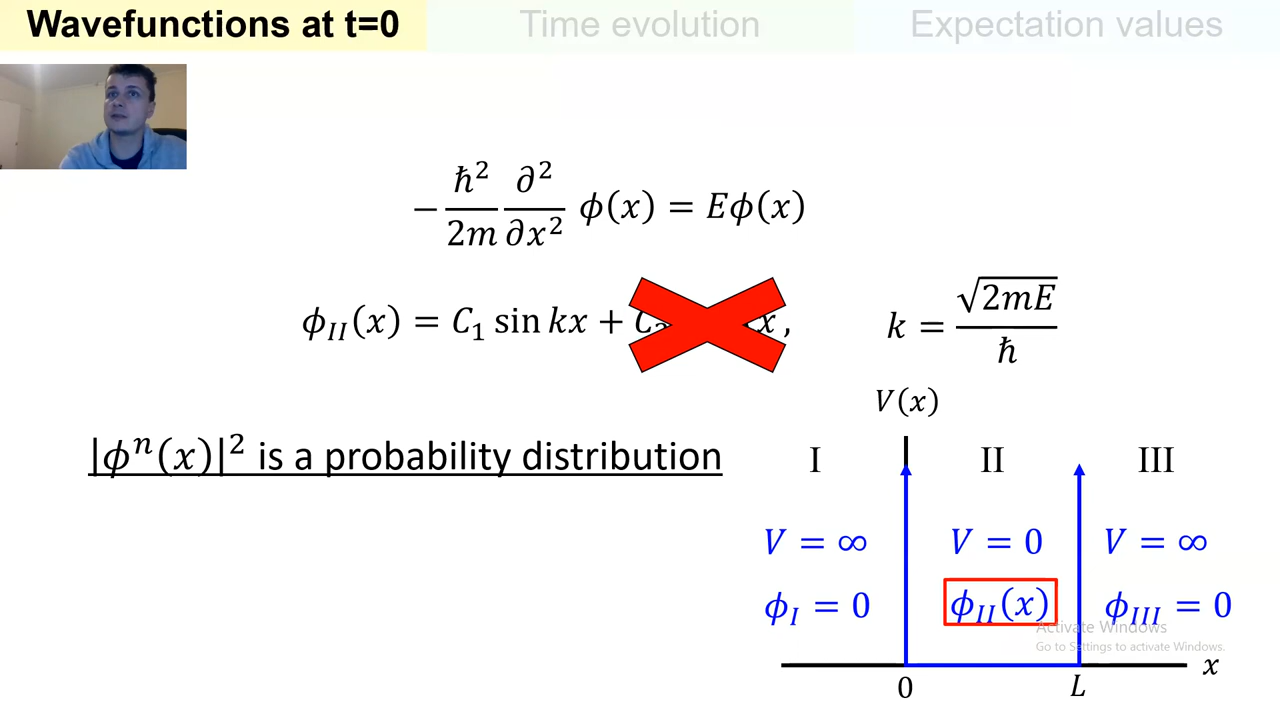 Wavefunctions at t=0 Time evolution Expectation values
−ħ²/2m ∂²/∂x² ϕ(x) = Eϕ(x)
ϕ_II(x) = C₁ sin kx + C₂ x,
k = √2mE/ħ
V(x)
|ϕⁿ(x)|² is a probability distribution
I II III
V = ∞ V = 0 V = ∞
ϕ_I = 0 ϕ_II(x) ϕ_III = 0
Activate Windows
Go to Settings to activate Windows.
x
0 L